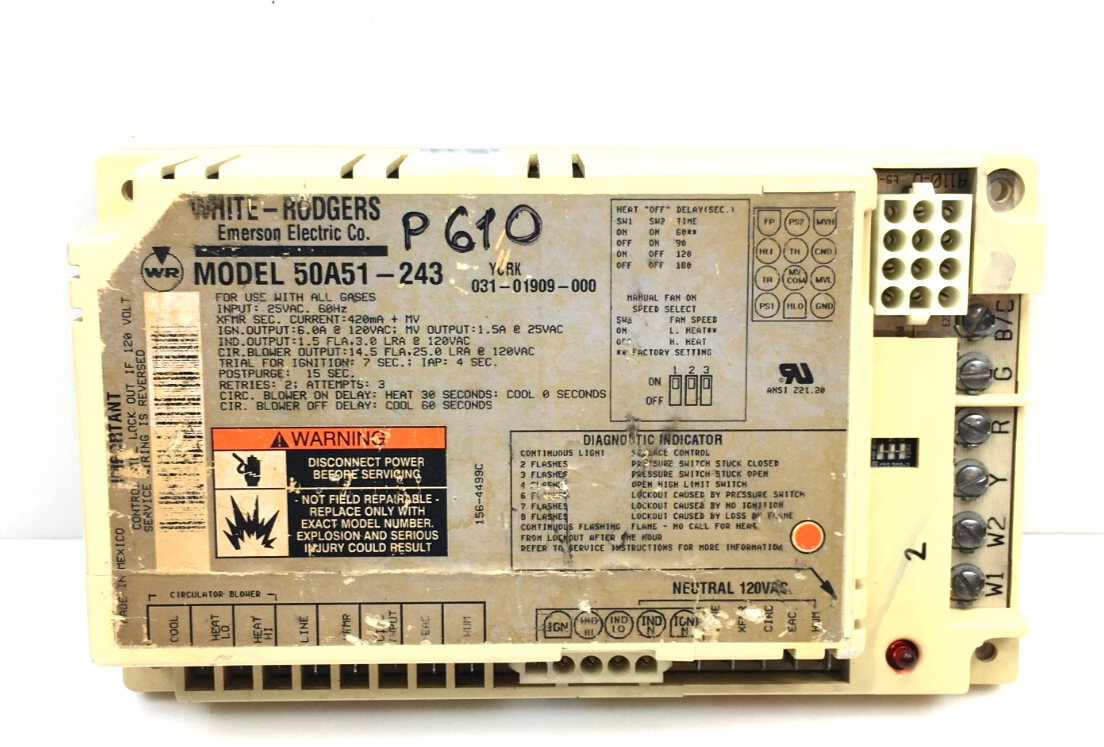 WHITE-RODGERS
Emerson Electric Co.
P610
WR
MODEL 50A51-243
YORK
031-01909-000
FOR USE WITH ALL GASES
INPUT: 25VAC. 60Hz
XFMR SEC. CURRENT:420mA + MV
IGN.OUTPUT:6.0A @ 120VAC; MV OUTPUT:1.5A @ 25VAC
IND.OUTPUT:1.5 FLA.3.0 LRA @ 120VAC
CIR.BLOWER OUTPUT:14.5 FLA.25.0 LRA @ 120VAC
TRIAL FOR IGNITION: 7 SEC.; IAP: 4 SEC.
POSTPURGE: 15 SEC.
RETRIES: 2; ATTEMPTS: 3
CIRC. BLOWER ON DELAY: HEAT 30 SECONDS: COOL 0 SECONDS
CIR. BLOWER OFF DELAY: COOL 60 SECONDS
HEAT "OFF" DELAY(SEC.)
SW1 SW2 TIME
ON ON 60**
OFF ON 90
ON OFF 120
OFF OFF 180
MANUAL FAN ON
SPEED SELECT
FAN SPEED
ON L. HEAT**
H. HEAT
** FACTORY SETTING
1 2 3
ON
OFF
FP PS2 MVH
HLI TH GND
TR MV COM MVL
PS1 HLO GND
ANSI Z21.20
IMPORTANT
CONTROL LOCK OUT IF 120 VOLT
SERVICE WIRING IS REVERSED
MADE IN MEXICO
WARNING
DISCONNECT POWER
BEFORE SERVICING
· NOT FIELD REPAIRABLE -
REPLACE ONLY WITH
EXACT MODEL NUMBER.
EXPLOSION AND SERIOUS
INJURY COULD RESULT
156-4499C
DIAGNOSTIC INDICATOR
CONTINUOUS LIGHT REPLACE CONTROL
2 FLASHES PRESSURE SWITCH STUCK CLOSED
3 FLASHES PRESSURE SWITCH STUCK OPEN
4 FLASHES OPEN HIGH LIMIT SWITCH
6 FLASHES LOCKOUT CAUSED BY PRESSURE SWITCH
7 FLASHES LOCKOUT CAUSED BY NO IGNITION
8 FLASHES LOCKOUT CAUSED BY LOSS OF FLAME
CONTINUOUS FLASHING FLAME - NO CALL FOR HEAT
FROM LOCKOUT AFTER ONE HOUR
REFER TO SERVICE INSTRUCTIONS FOR MORE INFORMATION
NEUTRAL 120VAC
CIRCULATOR BLOWER
COOL
HEAT LO
HEAT HI
LINE
XFMR
EAC
HUM
IGN
IND HI
IND LO
IND N
IGN N
LINE
XFMR
CIRC
EAC
HUM
B/C
G
R
Y
W2
W1
2